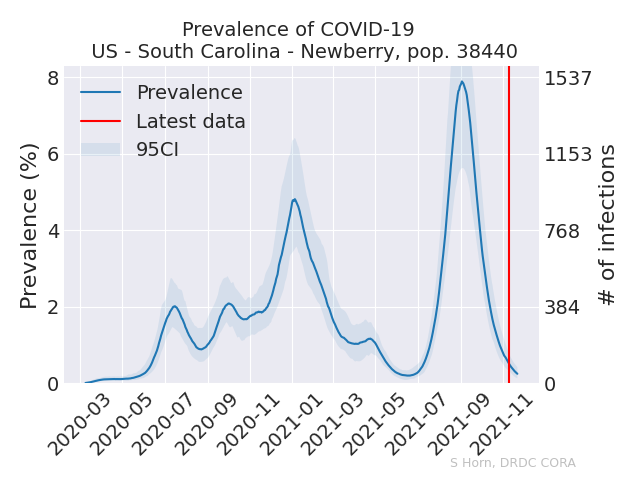 Prevalence of COVID-19
US - South Carolina - Newberry, pop. 38440
Prevalence
Latest data
95CI
Prevalence (%)
8
6
4
2
0
1537
1153
768
384
0
# of infections
2020-03
2020-05
2020-07
2020-09
2020-11
2021-01
2021-03
2021-05
2021-07
2021-09
2021-11
S Horn, DRDC CORA